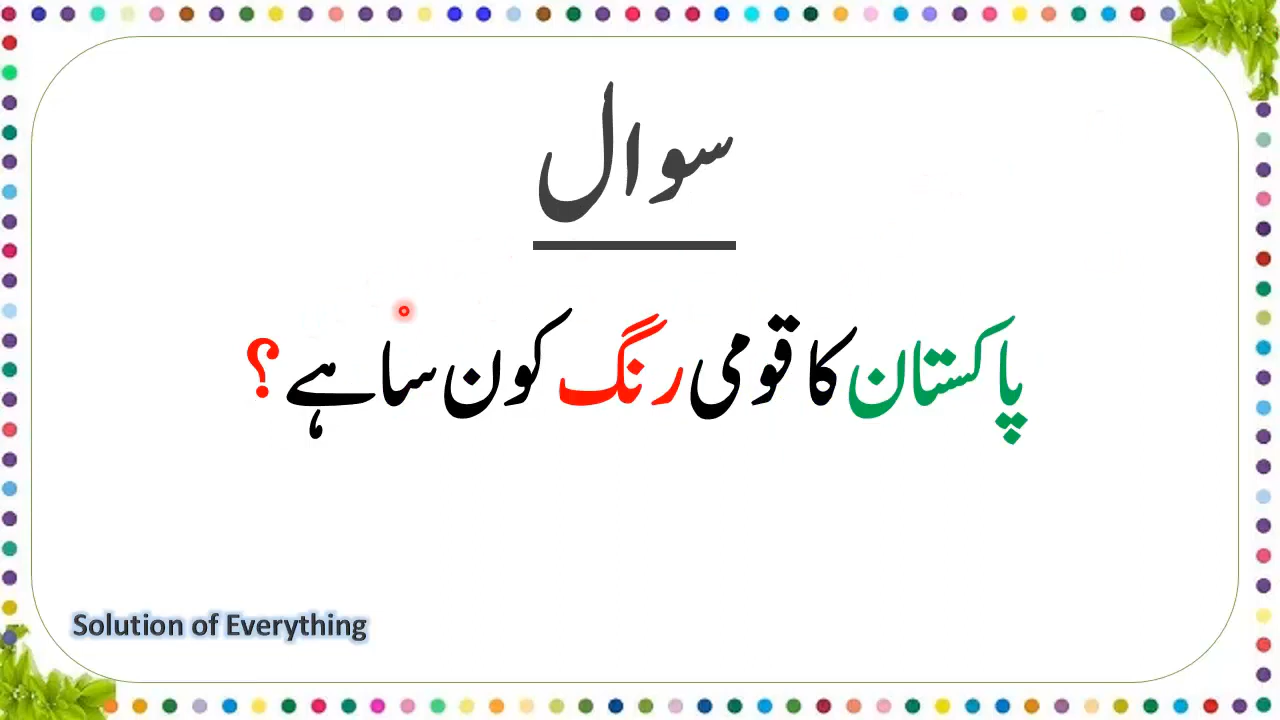 سوال
پاکستان کا قومی رنگ کون سا ہے ؟
Solution of Everything